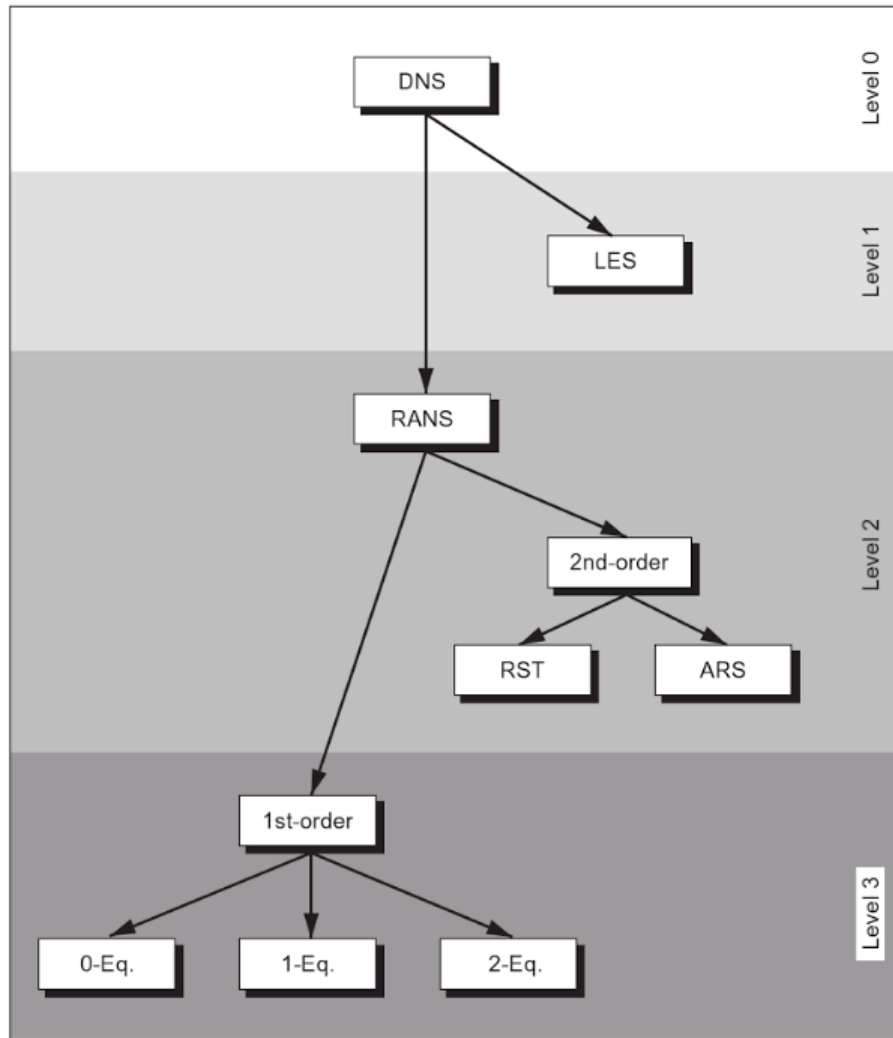 DNS
Level 0
LES
Level 1
RANS
2nd-order
Level 2
RST
ARS
1st-order
Level 3
0-Eq.
1-Eq.
2-Eq.